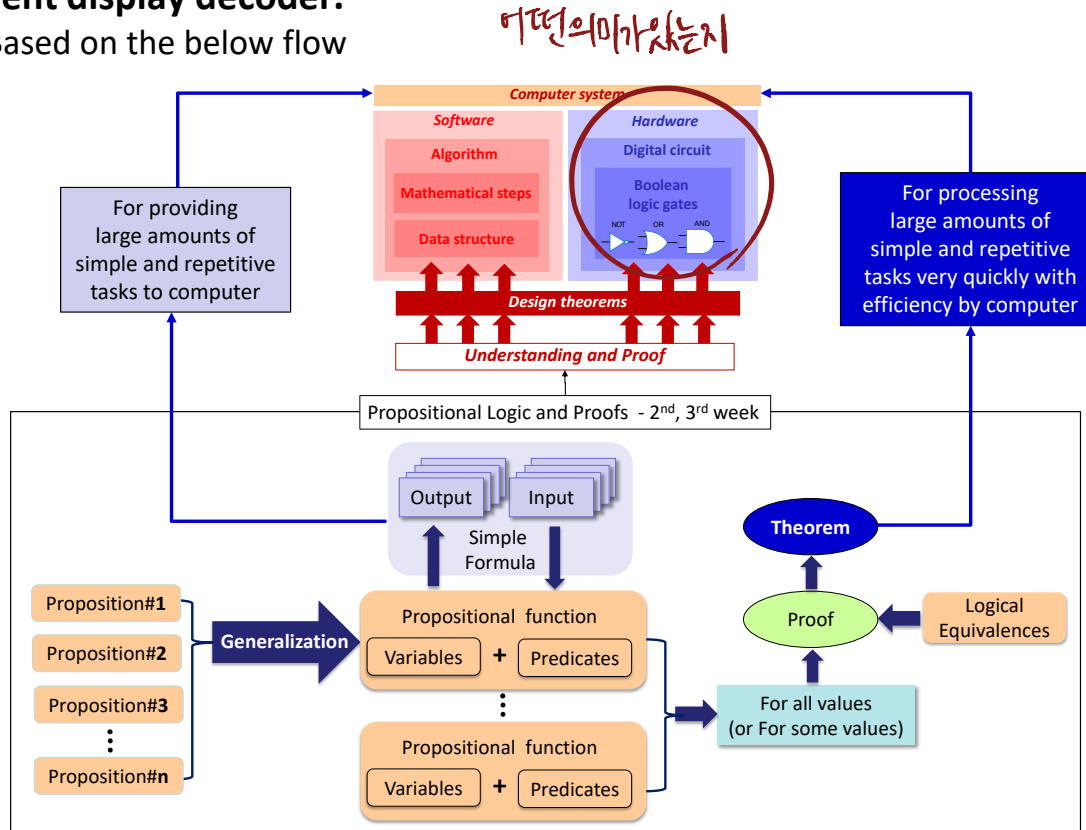 ent display decoder.
Based on the below flow
어떤 의미가 있는지
Computer system
Software
Hardware
Algorithm
Mathematical steps
Data structure
Digital circuit
Boolean
logic gates
NOT
OR
AND
For providing
large amounts of
simple and repetitive
tasks to computer
For processing
large amounts of
simple and repetitive
tasks very quickly with
efficiency by computer
Design theorems
Understanding and Proof
Propositional Logic and Proofs - 2nd, 3rd week
Output
Input
Simple
Formula
Theorem
Proposition#1
Proposition#2
Proposition#3
Proposition#n
Generalization
Propositional function
Variables + Predicates
Propositional function
Variables + Predicates
Proof
Logical
Equivalences
For all values
(or For some values)